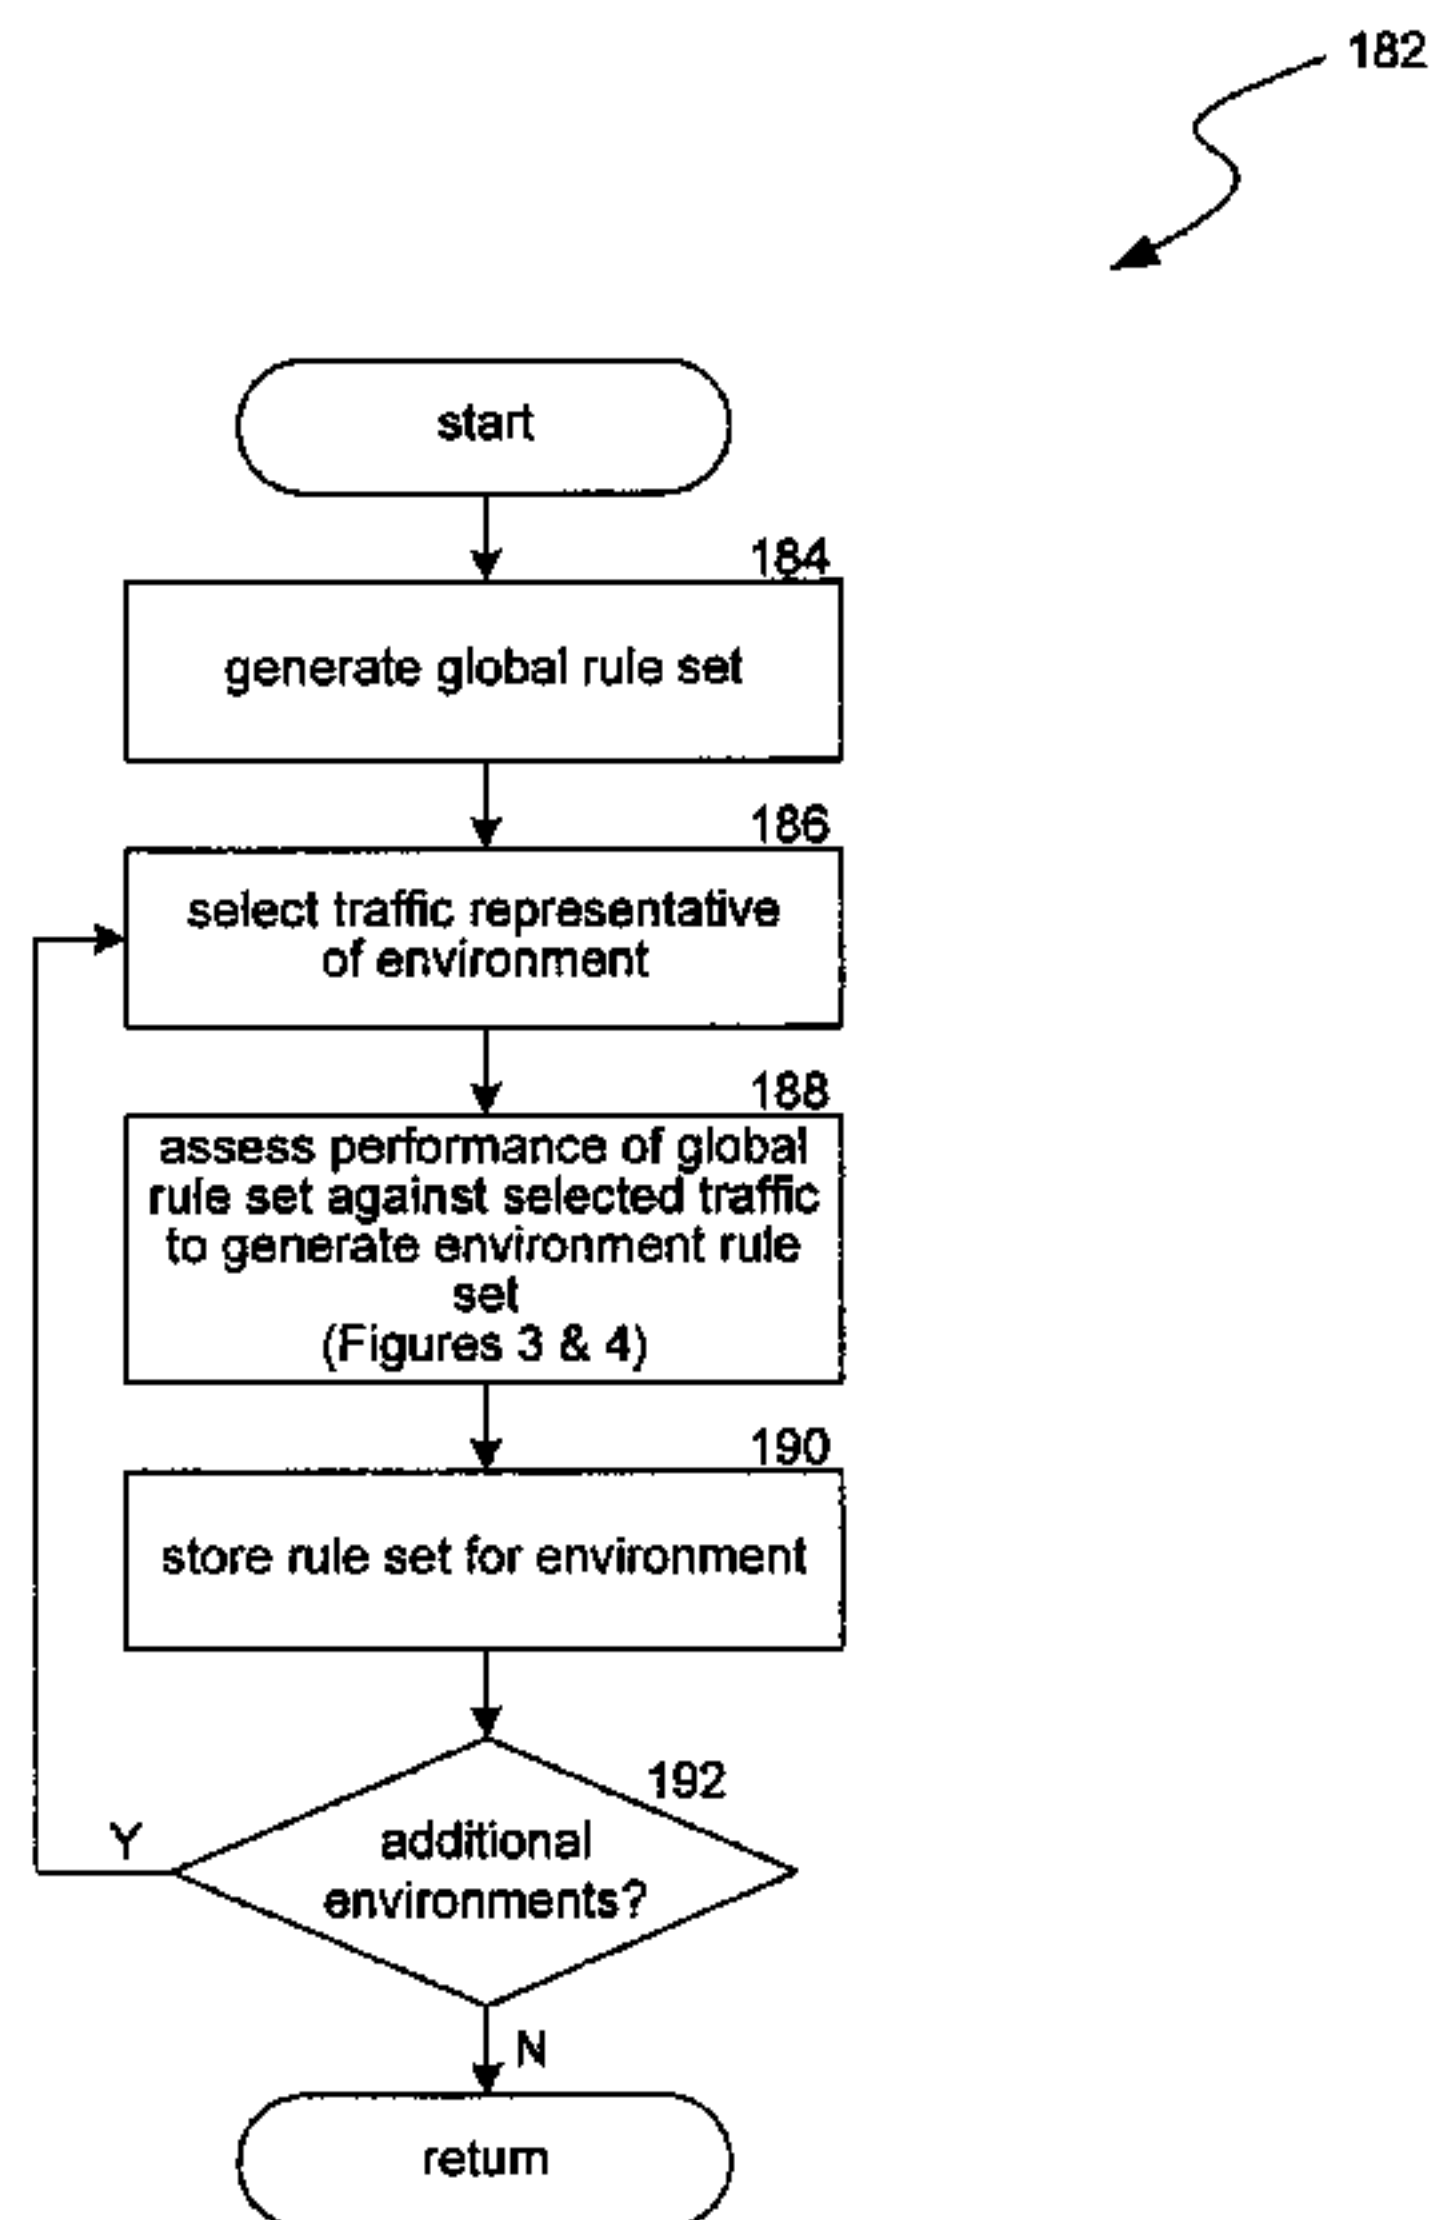 182
start
184
generate global rule set
186
select traffic representative
of environment
188
assess performance of global
rule set against selected traffic
to generate environment rule
set
(Figures 3 & 4)
190
store rule set for environment
192
additional
environments?
Y
N
return